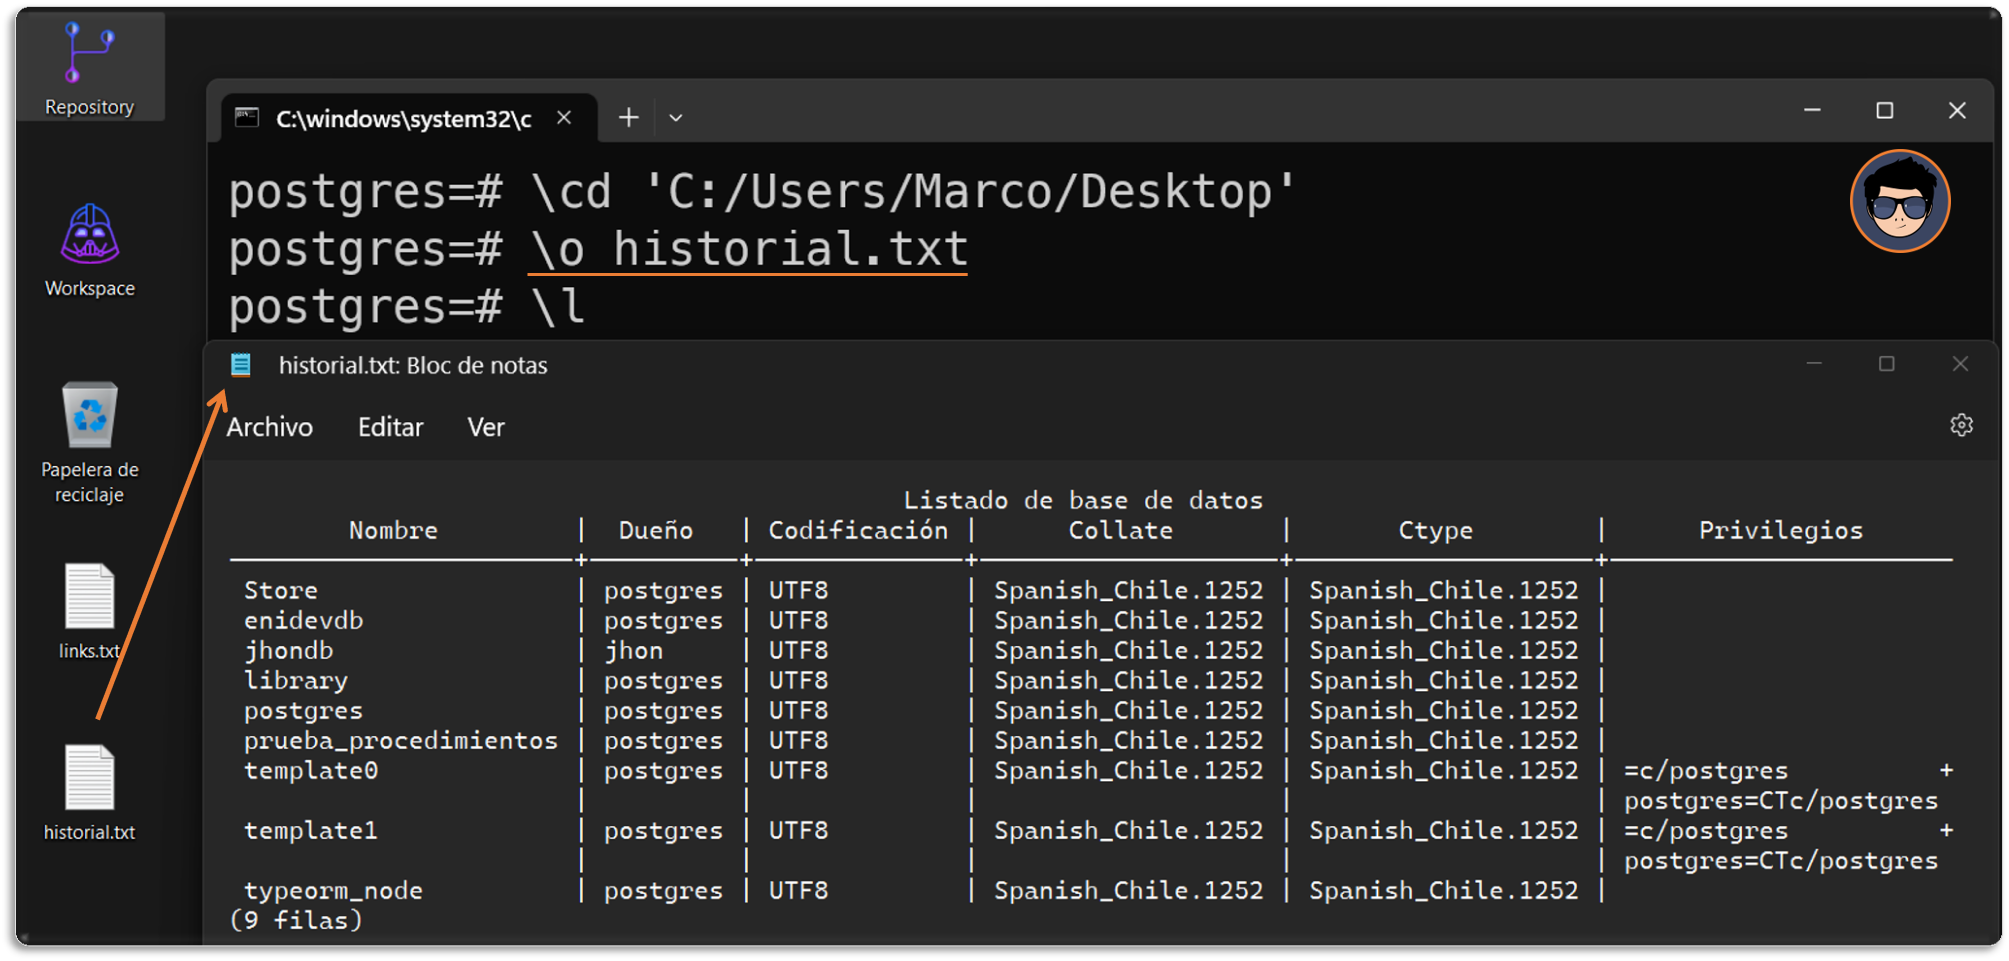 Repository
Workspace
Papelera de
reciclaje
links.txt
historial.txt
C:\windows\system32\c
postgres=# \cd 'C:/Users/Marco/Desktop'
postgres=# \o historial.txt
postgres=# \l
historial.txt: Bloc de notas
Archivo Editar Ver
Listado de base de datos
Nombre | Dueño | Codificación | Collate | Ctype | Privilegios
Store | postgres | UTF8 | Spanish_Chile.1252 | Spanish_Chile.1252 |
enidevdb | postgres | UTF8 | Spanish_Chile.1252 | Spanish_Chile.1252 |
jhondb | jhon | UTF8 | Spanish_Chile.1252 | Spanish_Chile.1252 |
library | postgres | UTF8 | Spanish_Chile.1252 | Spanish_Chile.1252 |
postgres | postgres | UTF8 | Spanish_Chile.1252 | Spanish_Chile.1252 |
prueba_procedimientos | postgres | UTF8 | Spanish_Chile.1252 | Spanish_Chile.1252 |
template0 | postgres | UTF8 | Spanish_Chile.1252 | Spanish_Chile.1252 | =c/postgres +
| | | | | postgres=CTc/postgres
template1 | postgres | UTF8 | Spanish_Chile.1252 | Spanish_Chile.1252 | =c/postgres +
| | | | | postgres=CTc/postgres
typeorm_node | postgres | UTF8 | Spanish_Chile.1252 | Spanish_Chile.1252 |
(9 filas)